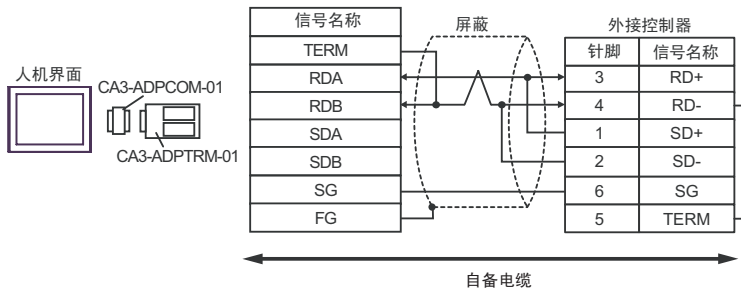 人机界面
CA3-ADPCOM-01
CA3-ADPTRM-01
信号名称
TERM
RDA
RDB
SDA
SDB
SG
FG
屏蔽
外接控制器
针脚 信号名称
3 RD+
4 RD-
1 SD+
2 SD-
6 SG
5 TERM
自备电缆